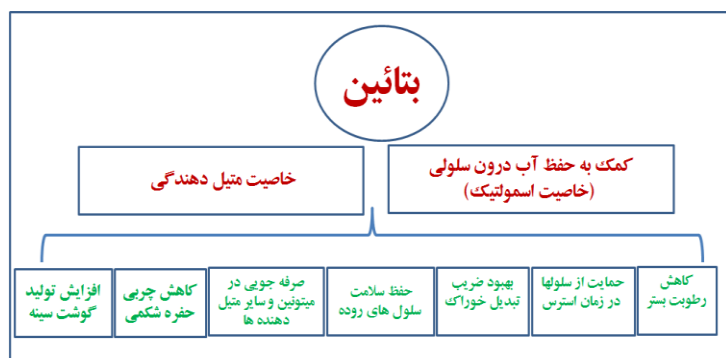 بتائین
کمک به حفظ آب درون سلولی
(خاصیت اسمولتیک)
خاصیت متیل دهندگی
کاهش
رطوبت بستر
حمایت از سلولها
در زمان استرس
بهبود ضریب
تبدیل خوراک
حفظ سلامت
سلول های روده
صرفه جویی در
میتونین و سایر متیل
دهنده ها
کاهش چربی
حفره شکمی
افزایش تولید
گوشت سینه